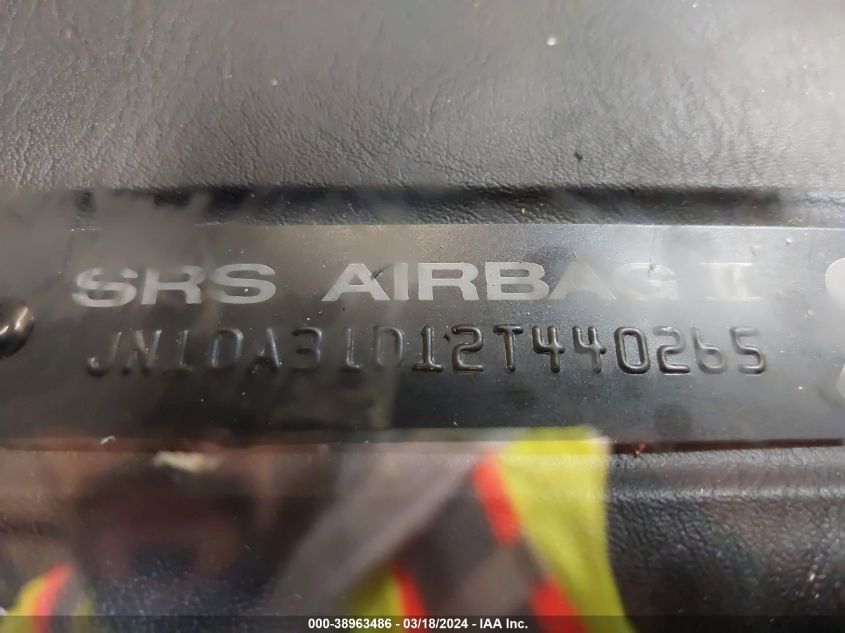 SRS AIRBAG II
JN1DA31D12T440265
000-38963486 - 03/18/2024 - IAA Inc.